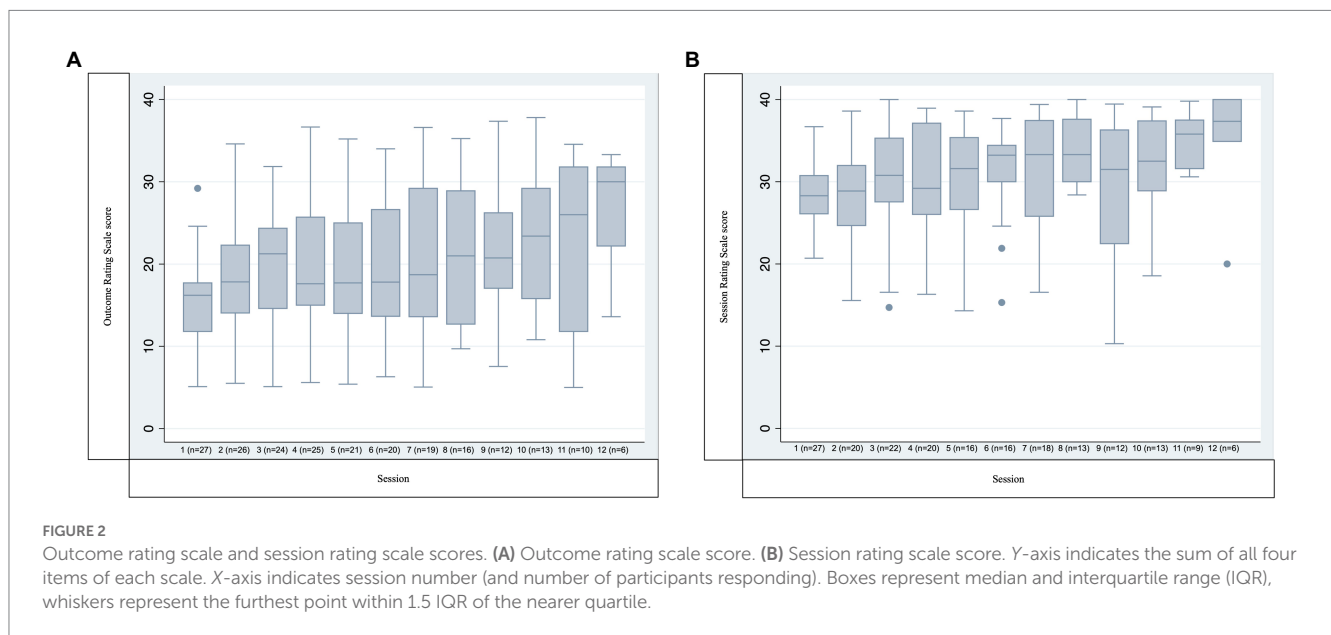 A
Outcome Rating Scale score
40
30
20
10
0
1 (n=27) 2 (n=26) 3 (n=24) 4 (n=25) 5 (n=21) 6 (n=20) 7 (n=19) 8 (n=16) 9 (n=12) 10 (n=13) 11 (n=10) 12 (n=6)
Session
B
Session Rating Scale score
40
30
20
10
0
1 (n=27) 2 (n=20) 3 (n=22) 4 (n=20) 5 (n=16) 6 (n=16) 7 (n=18) 8 (n=13) 9 (n=12) 10 (n=13) 11 (n=9) 12 (n=6)
Session
FIGURE 2
Outcome rating scale and session rating scale scores. (A) Outcome rating scale score. (B) Session rating scale score. Y-axis indicates the sum of all four
items of each scale. X-axis indicates session number (and number of participants responding). Boxes represent median and interquartile range (IQR),
whiskers represent the furthest point within 1.5 IQR of the nearer quartile.